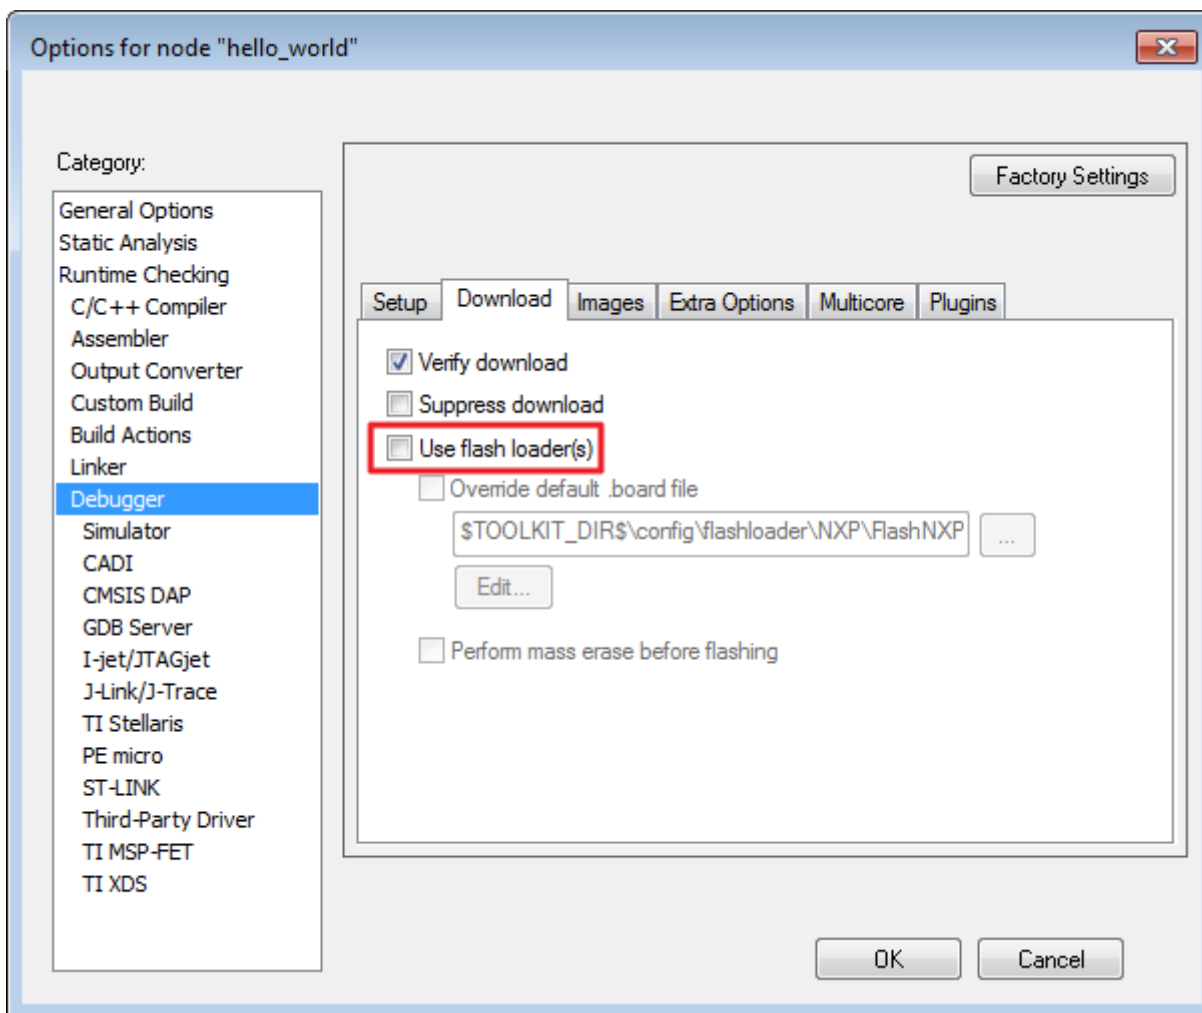 Options for node "hello_world"
Category:
General Options
Static Analysis
Runtime Checking
C/C++ Compiler
Assembler
Output Converter
Custom Build
Build Actions
Linker
Debugger
Simulator
CADI
CMSIS DAP
GDB Server
I-jet/JTAGjet
J-Link/J-Trace
TI Stellaris
PE micro
ST-LINK
Third-Party Driver
TI MSP-FET
TI XDS
Factory Settings
Setup Download Images Extra Options Multicore Plugins
Verify download
Suppress download
Use flash loader(s)
Override default .board file
$TOOLKIT_DIR$\config\flashloader\NXP\FlashNXP
...
Edit...
Perform mass erase before flashing
OK Cancel